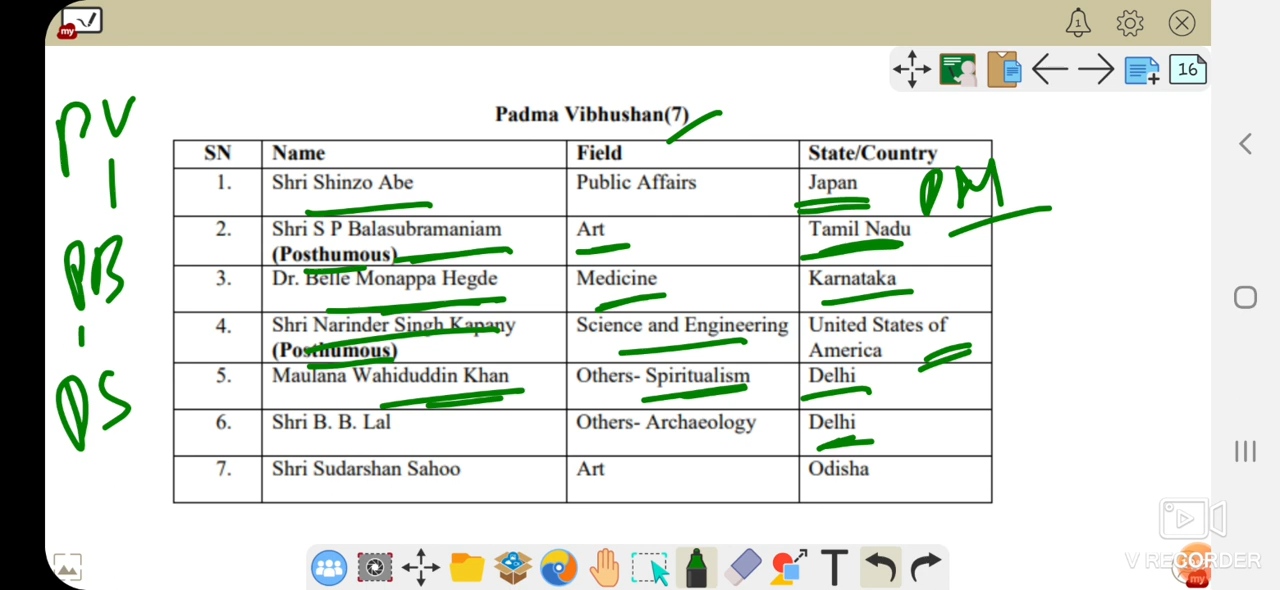 my
1
16
PV
PB
PS
PM
Padma Vibhushan(7)
SN Name Field State/Country
1. Shri Shinzo Abe Public Affairs Japan
2. Shri S P Balasubramaniam (Posthumous) Art Tamil Nadu
3. Dr. Belle Monappa Hegde Medicine Karnataka
4. Shri Narinder Singh Kapany (Posthumous) Science and Engineering United States of America
5. Maulana Wahiduddin Khan Others- Spiritualism Delhi
6. Shri B. B. Lal Others- Archaeology Delhi
7. Shri Sudarshan Sahoo Art Odisha
T
V RECORDER
my